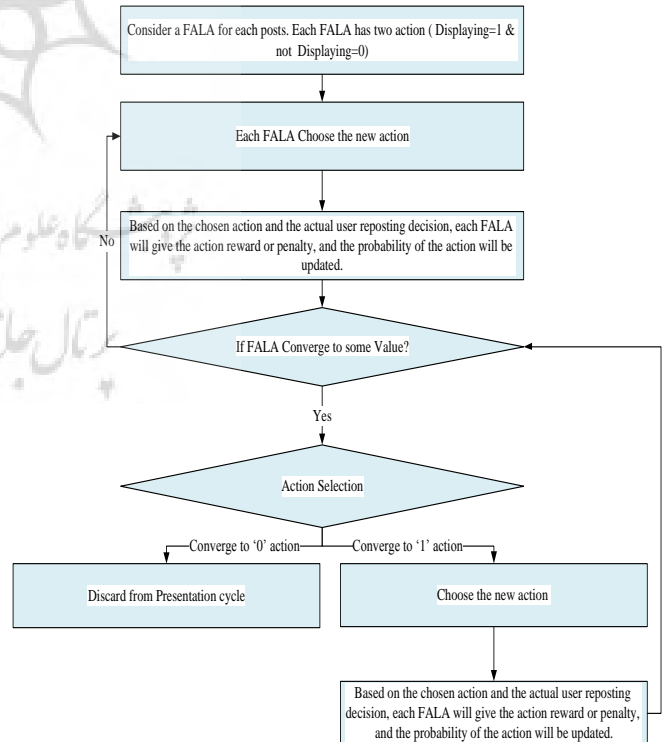 Consider a FALA for each posts. Each FALA has two action ( Displaying=1 &
not Displaying=0)
Each FALA Choose the new action
Based on the chosen action and the actual user reposting decision, each FALA
will give the action reward or penalty, and the probability of the action will be
updated.
No
If FALA Converge to some Value?
Yes
Action Selection
Converge to ‘0’ action
Converge to ‘1’ action
Discard from Presentation cycle
Choose the new action
Based on the chosen action and the actual user reposting
decision, each FALA will give the action reward or penalty,
and the probability of the action will be updated.